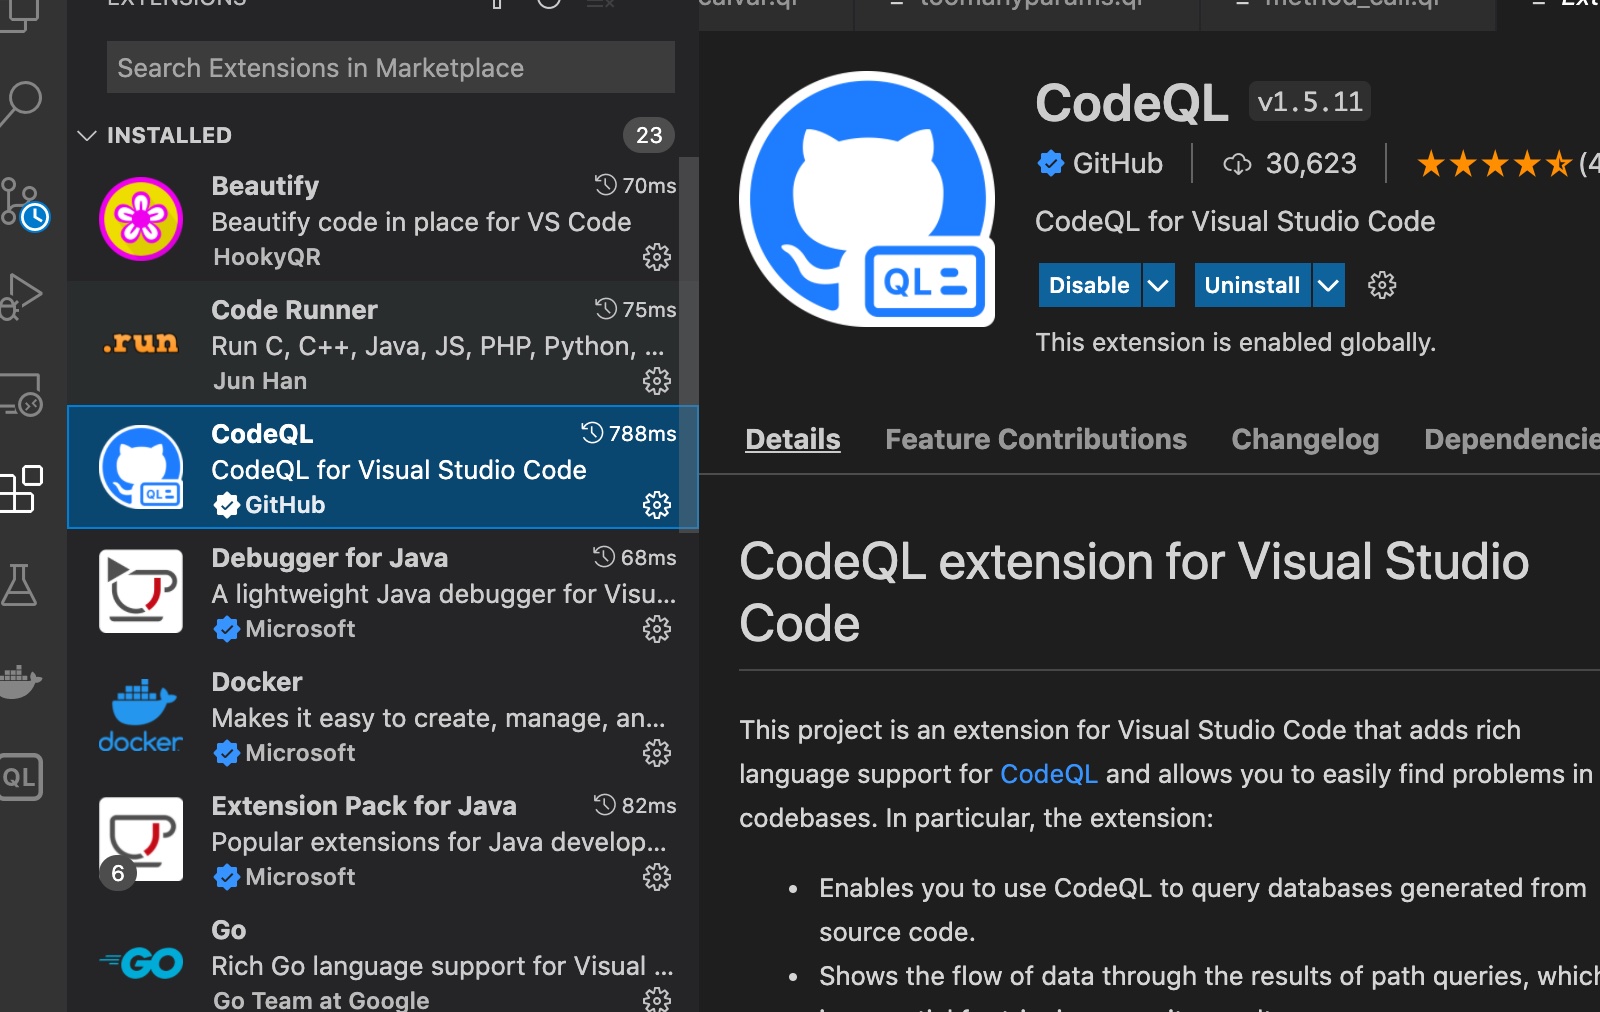 EXTENSIONS
toomanyparams.ql
method_call.ql
Search Extensions in Marketplace
INSTALLED 23
Beautify 70ms
Beautify code in place for VS Code
HookyQR
.run
Code Runner 75ms
Run C, C++, Java, JS, PHP, Python, ...
Jun Han
QL
CodeQL 788ms
CodeQL for Visual Studio Code
GitHub
Debugger for Java 68ms
A lightweight Java debugger for Visu...
Microsoft
docker
Docker
Makes it easy to create, manage, an...
Microsoft
QL
6
Extension Pack for Java 82ms
Popular extensions for Java develop...
Microsoft
GO
Go
Rich Go language support for Visual ...
Go Team at Google
QL
CodeQL v1.5.11
GitHub 30,623 (4
CodeQL for Visual Studio Code
Disable Uninstall
This extension is enabled globally.
Details Feature Contributions Changelog Dependencie
CodeQL extension for Visual Studio
Code
This project is an extension for Visual Studio Code that adds rich
language support for CodeQL and allows you to easily find problems in
codebases. In particular, the extension:
• Enables you to use CodeQL to query databases generated from
source code.
• Shows the flow of data through the results of path queries, which